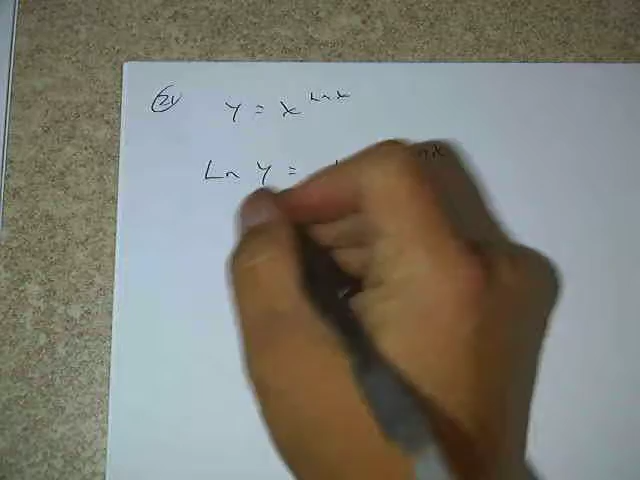 21 y = x^Ln x
Ln y =